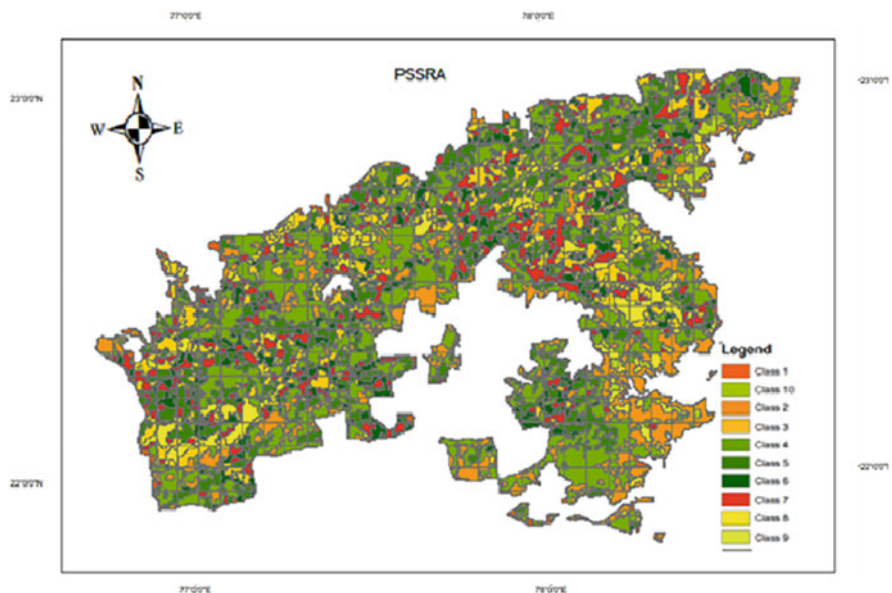 77°0'0"E 78°0'0"E
PSSRA
23°0'0"N 23°0'0"N
N
W E
S
Legend
Class 1
Class 10
Class 2
Class 3
Class 4
Class 5
Class 6
Class 7
Class 8
Class 9
22°0'0"N 22°0'0"N
77°0'0"E 78°0'0"E